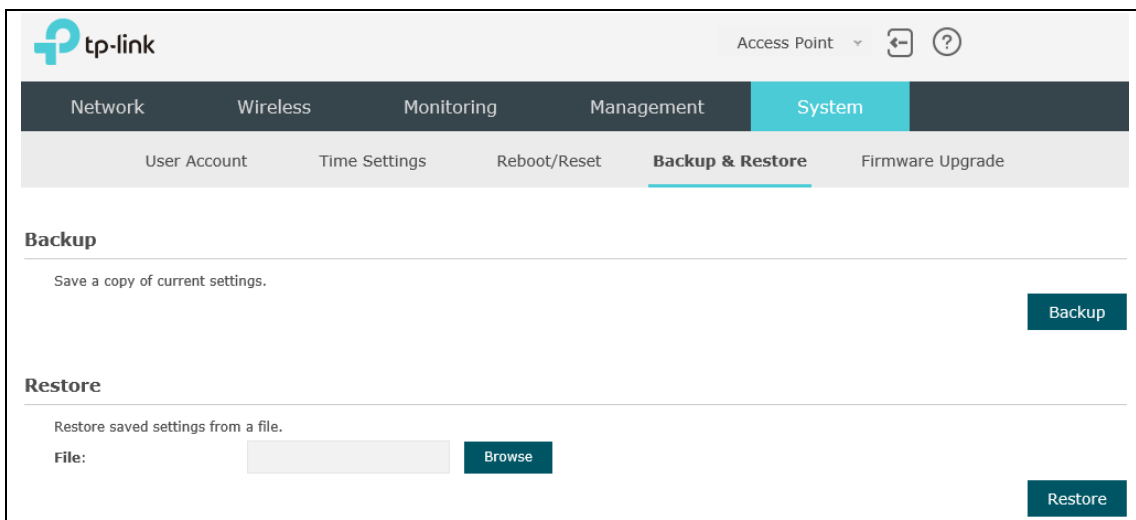 tp-link
Access Point
Network Wireless Monitoring Management System
User Account Time Settings Reboot/Reset Backup & Restore Firmware Upgrade
Backup
Save a copy of current settings.
Backup
Restore
Restore saved settings from a file.
File: Browse
Restore